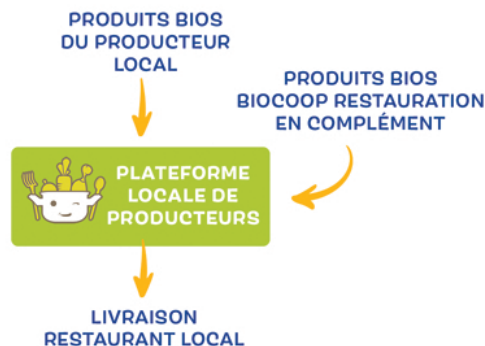 PRODUITS BIOS
DU PRODUCTEUR
LOCAL
PRODUITS BIOS
BIOCOOP RESTAURATION
EN COMPLÉMENT
PLATEFORME
LOCALE DE
PRODUCTEURS
LIVRAISON
RESTAURANT LOCAL